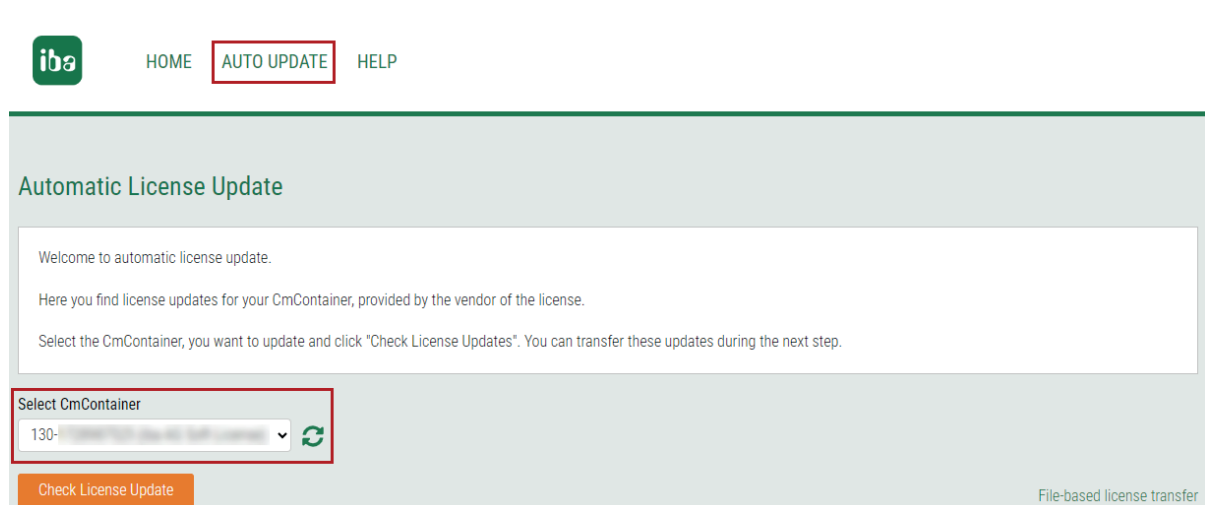 iba
HOME AUTO UPDATE HELP
Automatic License Update
Welcome to automatic license update.
Here you find license updates for your CmContainer, provided by the vendor of the license.
Select the CmContainer, you want to update and click "Check License Updates". You can transfer these updates during the next step.
Select CmContainer
130-
Check License Update
File-based license transfer